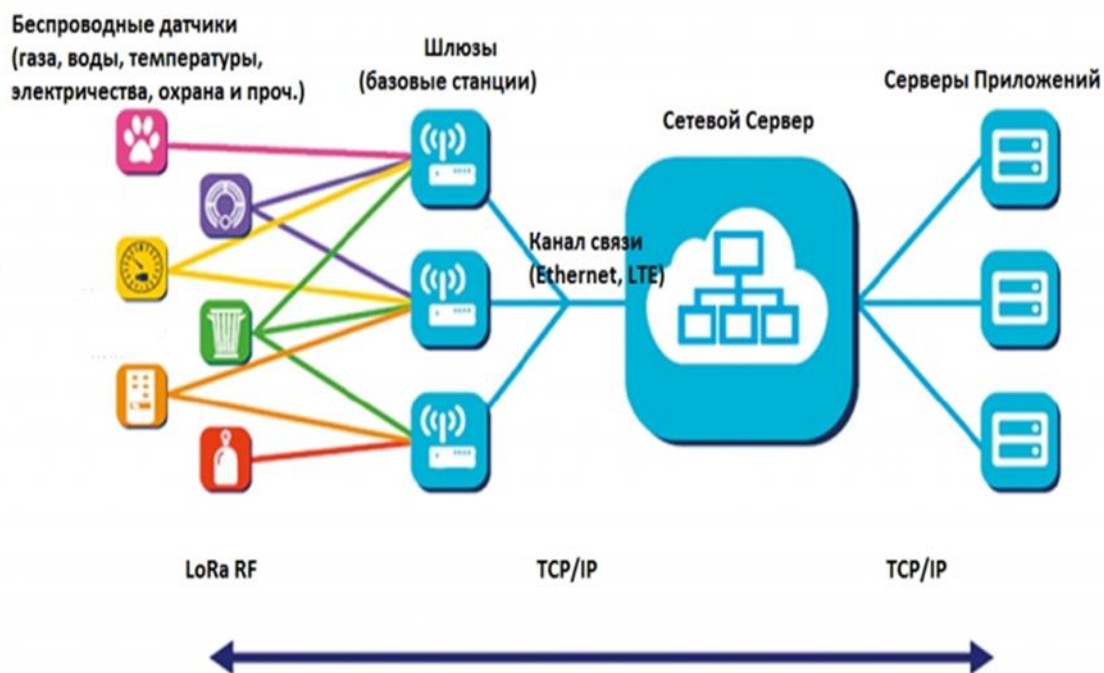 Беспроводные датчики
(газа, воды, температуры,
электричества, охрана и проч.)
Шлюзы
(базовые станции)
Сетевой Сервер
Серверы Приложений
Канал связи
(Ethernet, LTE)
LoRa RF
TCP/IP
TCP/IP